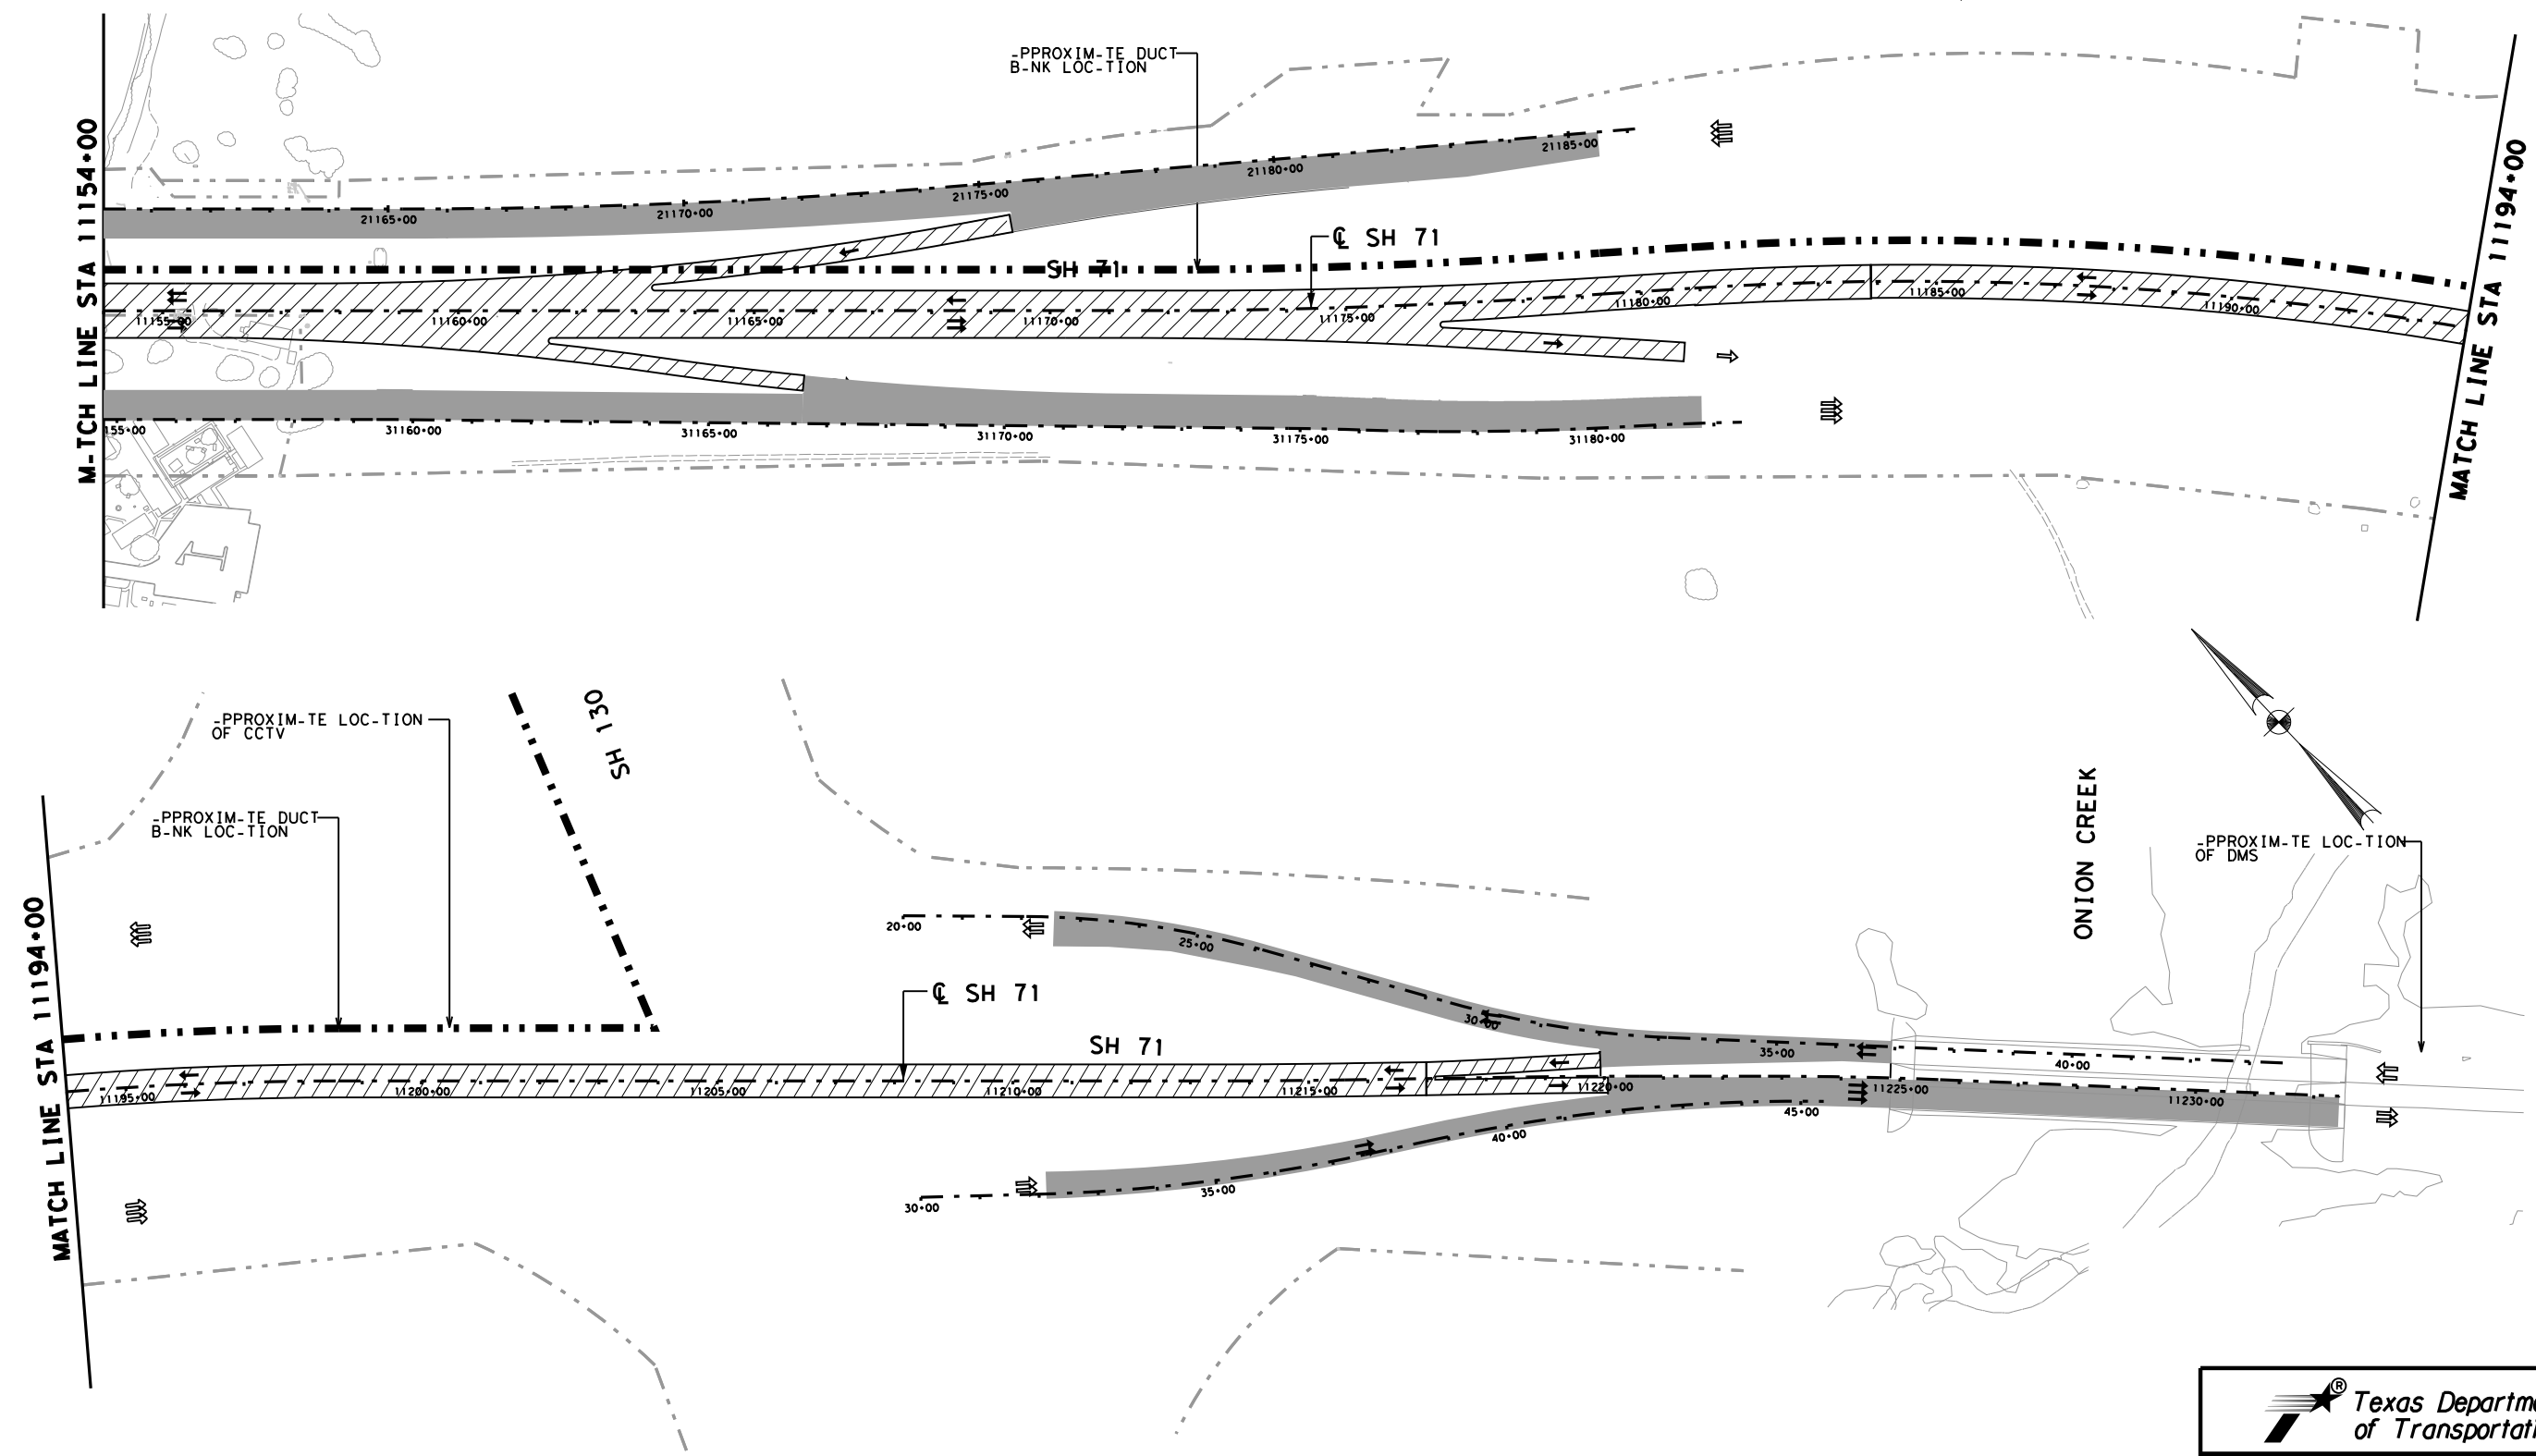 -PPROXIM-TE DUCT
B-NK LOC-TION
M-TCH LINE STA 11154+00
21165+00
21170+00
21175+00
21180+00
21185+00
℄ SH 71
SH 71
11155+00
11160+00
11165+00
11170+00
11175+00
11180+00
11185+00
11190+00
155+00
31160+00
31165+00
31170+00
31175+00
31180+00
MATCH LINE STA 11194+00
-PPROXIM-TE LOC-TION
OF CCTV
SH 130
-PPROXIM-TE DUCT
B-NK LOC-TION
ONION CREEK
-PPROXIM-TE LOC-TION
OF DMS
MATCH LINE STA 11194+00
20+00
25+00
30+00
35+00
40+00
℄ SH 71
SH 71
11195+00
11200+00
11205+00
11210+00
11215+00
11220+00
11225+00
11230+00
30+00
35+00
40+00
45+00
®
Texas Departme
of Transportati